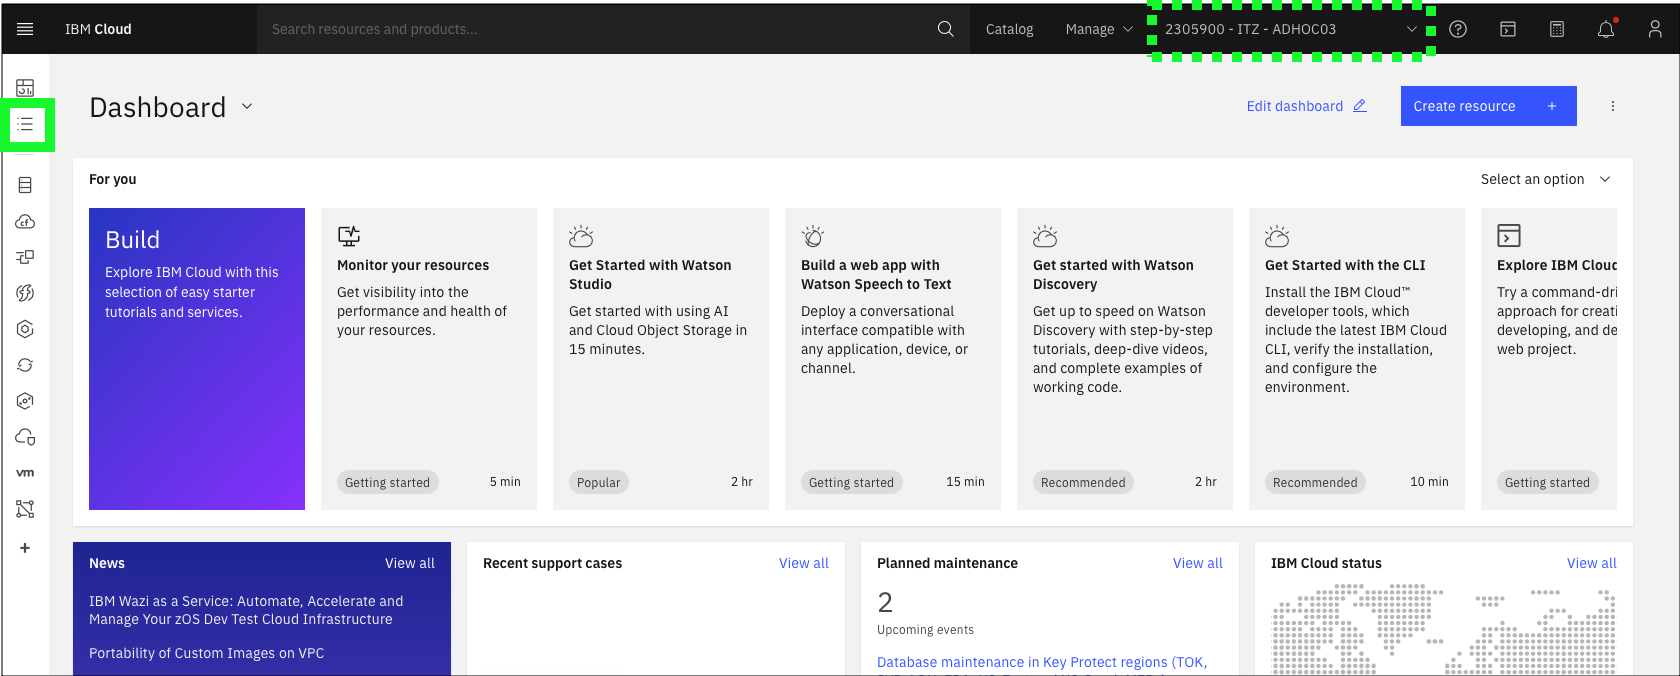 IBM Cloud
Search resources and products...
Catalog
Manage
2305900 - ITZ - ADHOC03
Dashboard
Edit dashboard
Create resource +
For you
Select an option
Build
Explore IBM Cloud with this
selection of easy starter
tutorials and services.
Monitor your resources
Get visibility into the
performance and health of
your resources.
Getting started
5 min
Get Started with Watson
Studio
Get started with using AI
and Cloud Object Storage in
15 minutes.
Popular
2 hr
Build a web app with
Watson Speech to Text
Deploy a conversational
interface compatible with
any application, device, or
channel.
Getting started
15 min
Get started with Watson
Discovery
Get up to speed on Watson
Discovery with step-by-step
tutorials, deep-dive videos,
and complete examples of
working code.
Recommended
2 hr
Get Started with the CLI
Install the IBM Cloud™
developer tools, which
include the latest IBM Cloud
CLI, verify the installation,
and configure the
environment.
Recommended
10 min
Explore IBM Cloud
Try a command-dri
approach for creati
developing, and de
web project.
Getting started
cf
vm
+
News
View all
IBM Wazi as a Service: Automate, Accelerate and
Manage Your zOS Dev Test Cloud Infrastructure
Portability of Custom Images on VPC
Recent support cases
View all
Planned maintenance
View all
2
Upcoming events
Database maintenance in Key Protect regions (TOK,
IBM Cloud status
View all